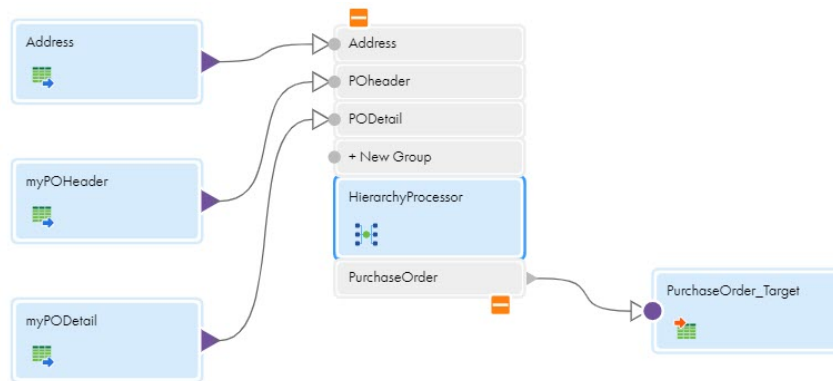 Address
myPOHeader
myPODetail
Address
POheader
PODetail
+ New Group
HierarchyProcessor
PurchaseOrder
PurchaseOrder_Target